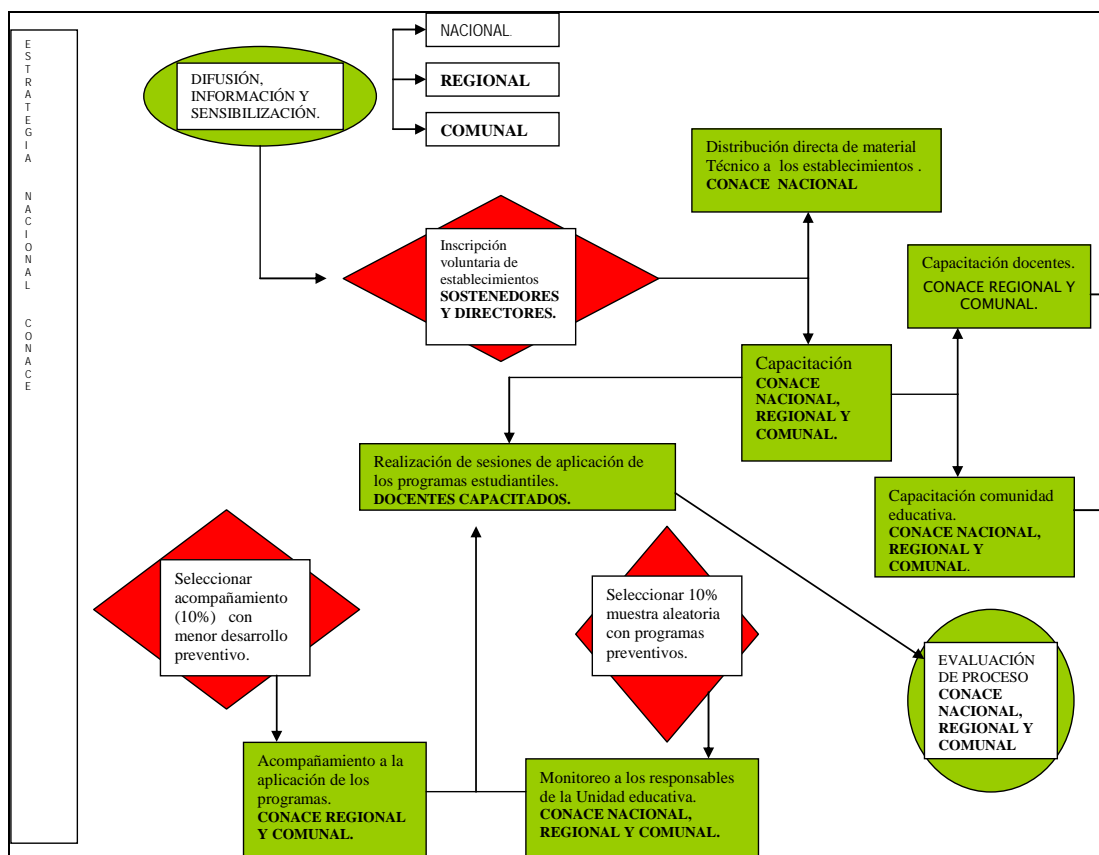 ESTRATEGIA NACIONAL CONACE
DIFUSIÓN,
INFORMACIÓN Y
SENSIBILIZACIÓN.
NACIONAL.
REGIONAL
COMUNAL
Distribución directa de material
Técnico a los establecimientos .
CONACE NACIONAL
Inscripción
voluntaria de
establecimientos
SOSTENEDORES
Y DIRECTORES.
Capacitación docentes.
CONACE REGIONAL Y
COMUNAL.
Capacitación
CONACE
NACIONAL,
REGIONAL Y
COMUNAL.
Realización de sesiones de aplicación de
los programas estudiantiles.
DOCENTES CAPACITADOS.
Capacitación comunidad
educativa.
CONACE NACIONAL,
REGIONAL Y
COMUNAL.
Seleccionar
acompañamiento
(10%) con
menor desarrollo
preventivo.
Seleccionar 10%
muestra aleatoria
con programas
preventivos.
EVALUACIÓN
DE PROCESO
CONACE
NACIONAL,
REGIONAL Y
COMUNAL
Acompañamiento a la
aplicación de los
programas.
CONACE REGIONAL
Y COMUNAL.
Monitoreo a los responsables
de la Unidad educativa.
CONACE NACIONAL,
REGIONAL Y COMUNAL.